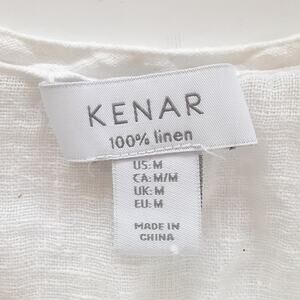 KENAR
100% linen
US: M
CA: M/M
UK: M
EU: M
MADE IN
CHINA